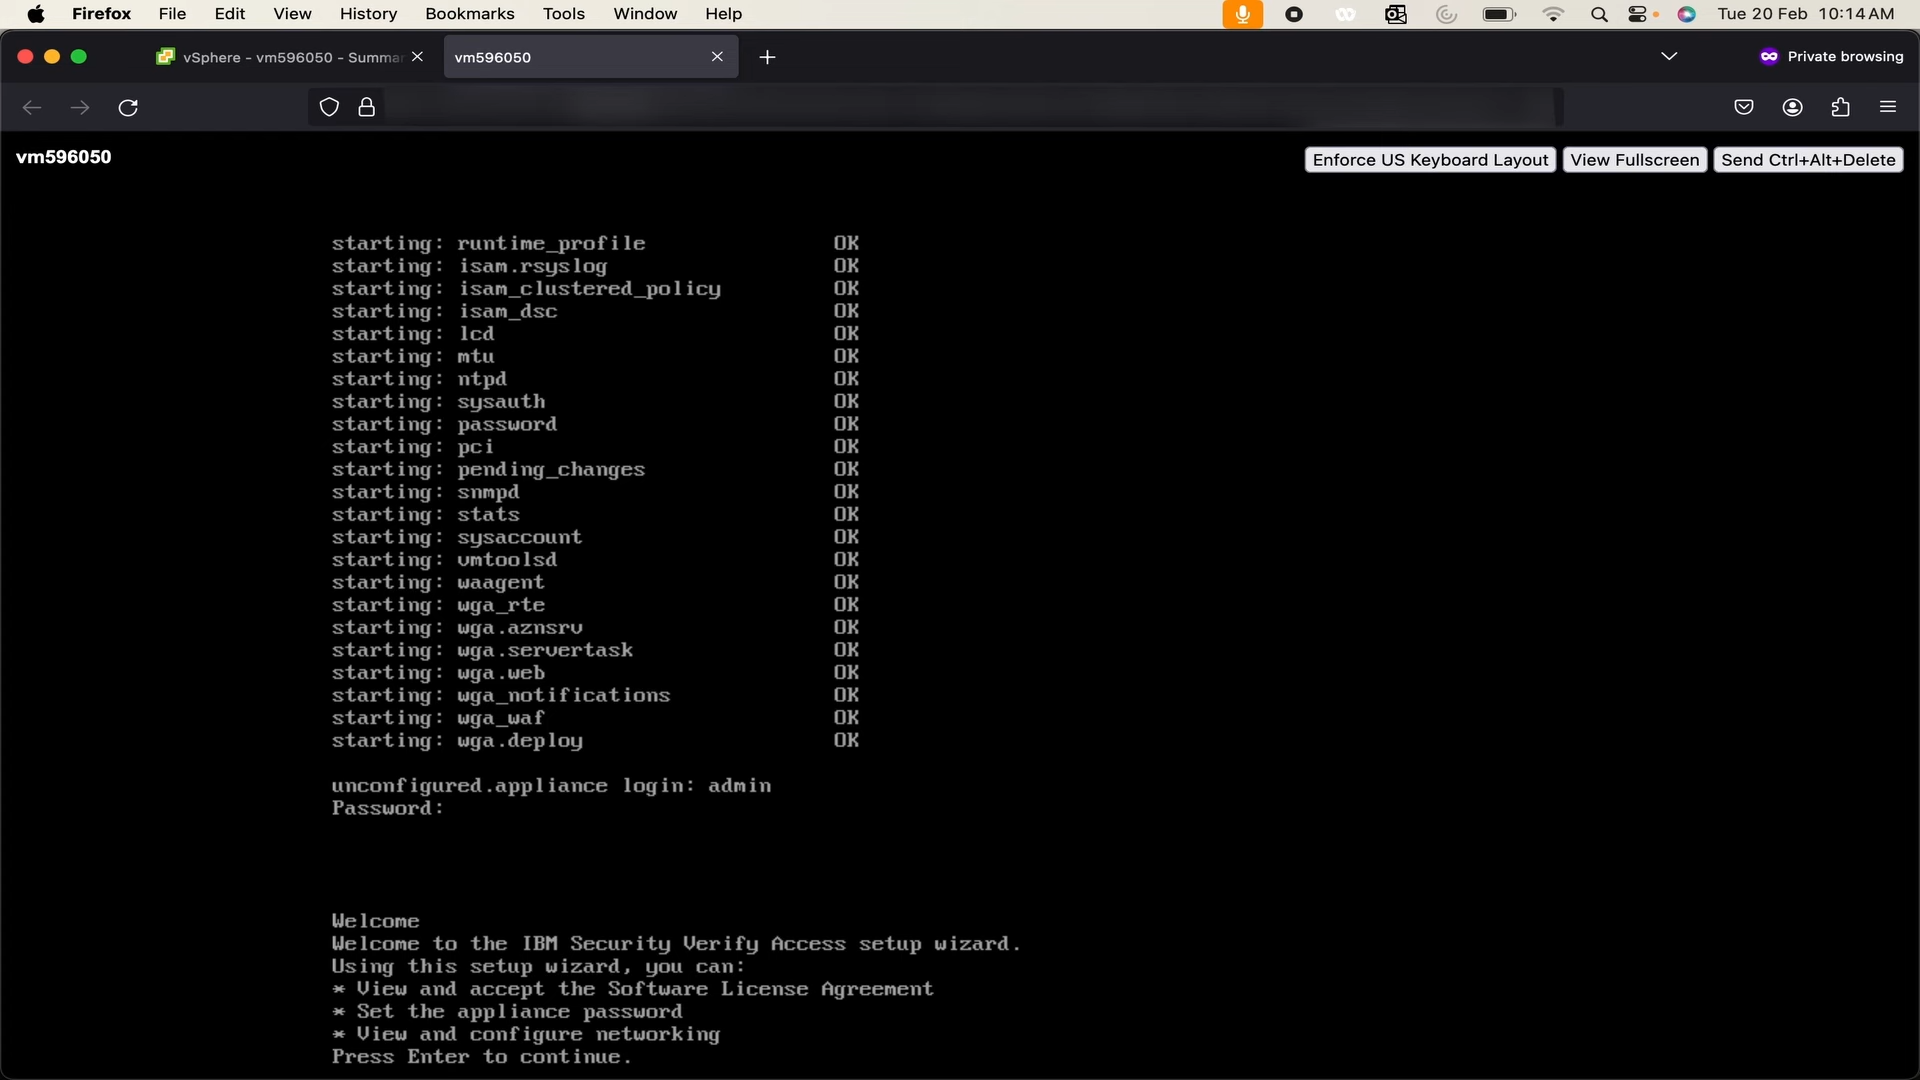 Firefox File Edit View History Bookmarks Tools Window Help Tue 20 Feb 10:14 AM
vSphere - vm596050 - Summar vm596050 Private browsing
vm596050 Enforce US Keyboard Layout View Fullscreen Send Ctrl+Alt+Delete
starting: runtime_profile OK
starting: isam.rsyslog OK
starting: isam_clustered_policy OK
starting: isam_dsc OK
starting: lcd OK
starting: mtu OK
starting: ntpd OK
starting: sysauth OK
starting: password OK
starting: pci OK
starting: pending_changes OK
starting: snmpd OK
starting: stats OK
starting: sysaccount OK
starting: vmtoolsd OK
starting: waagent OK
starting: wga_rte OK
starting: wga.aznsrv OK
starting: wga.servertask OK
starting: wga.web OK
starting: wga_notifications OK
starting: wga_waf OK
starting: wga.deploy OK
unconfigured.appliance login: admin
Password:
Welcome
Welcome to the IBM Security Verify Access setup wizard.
Using this setup wizard, you can:
* View and accept the Software License Agreement
* Set the appliance password
* View and configure networking
Press Enter to continue.